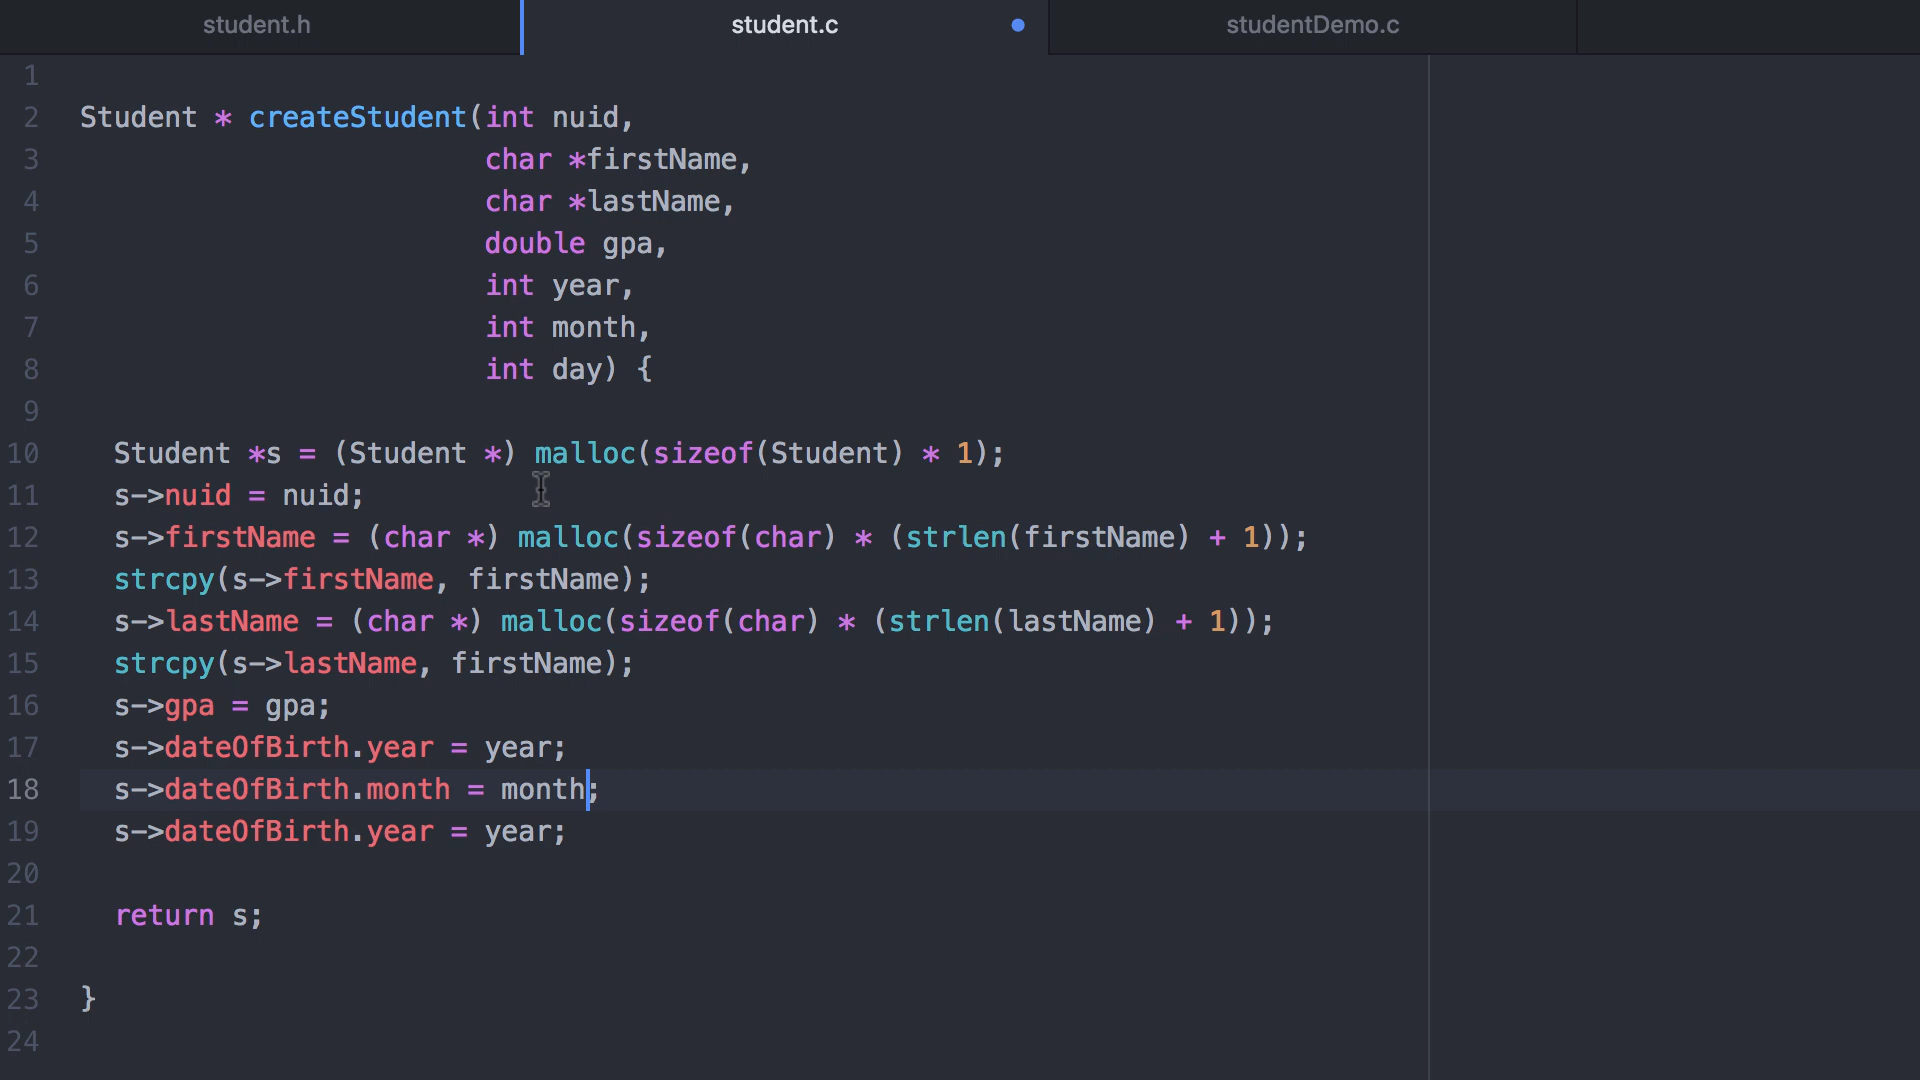 student.h student.c studentDemo.c
1
2 Student * createStudent(int nuid,
3 char *firstName,
4 char *lastName,
5 double gpa,
6 int year,
7 int month,
8 int day) {
9
10 Student *s = (Student *) malloc(sizeof(Student) * 1);
11 s->nuid = nuid;
12 s->firstName = (char *) malloc(sizeof(char) * (strlen(firstName) + 1));
13 strcpy(s->firstName, firstName);
14 s->lastName = (char *) malloc(sizeof(char) * (strlen(lastName) + 1));
15 strcpy(s->lastName, firstName);
16 s->gpa = gpa;
17 s->dateOfBirth.year = year;
18 s->dateOfBirth.month = month;
19 s->dateOfBirth.year = year;
20
21 return s;
22
23 }
24